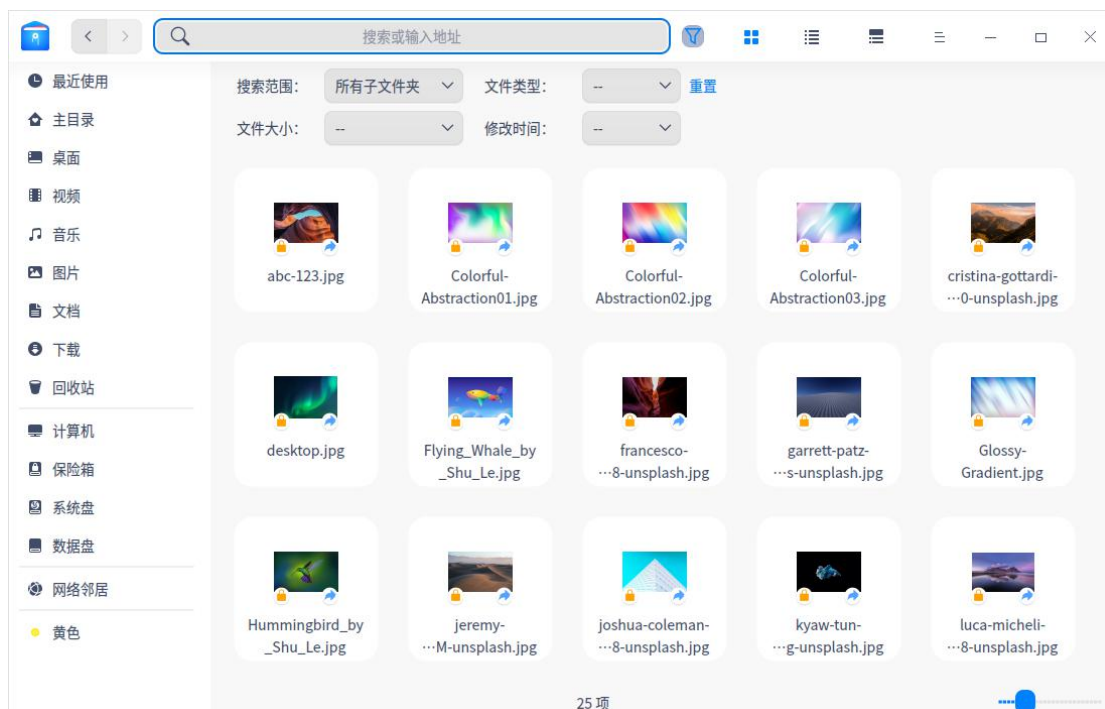 搜索或输入地址
最近使用
主目录
桌面
视频
音乐
图片
文档
下载
回收站
计算机
保险箱
系统盘
数据盘
网络邻居
黄色
搜索范围: 所有子文件夹 文件类型: -- 重置
文件大小: -- 修改时间: --
abc-123.jpg
Colorful-
Abstraction01.jpg
Colorful-
Abstraction02.jpg
Colorful-
Abstraction03.jpg
cristina-gottardi-
···0-unsplash.jpg
desktop.jpg
Flying_Whale_by
_Shu_Le.jpg
francesco-
···8-unsplash.jpg
garrett-patz-
···s-unsplash.jpg
Glossy-
Gradient.jpg
Hummingbird_by
_Shu_Le.jpg
jeremy-
···M-unsplash.jpg
joshua-coleman-
···8-unsplash.jpg
kyaw-tun-
···g-unsplash.jpg
luca-micheli-
···8-unsplash.jpg
25 项